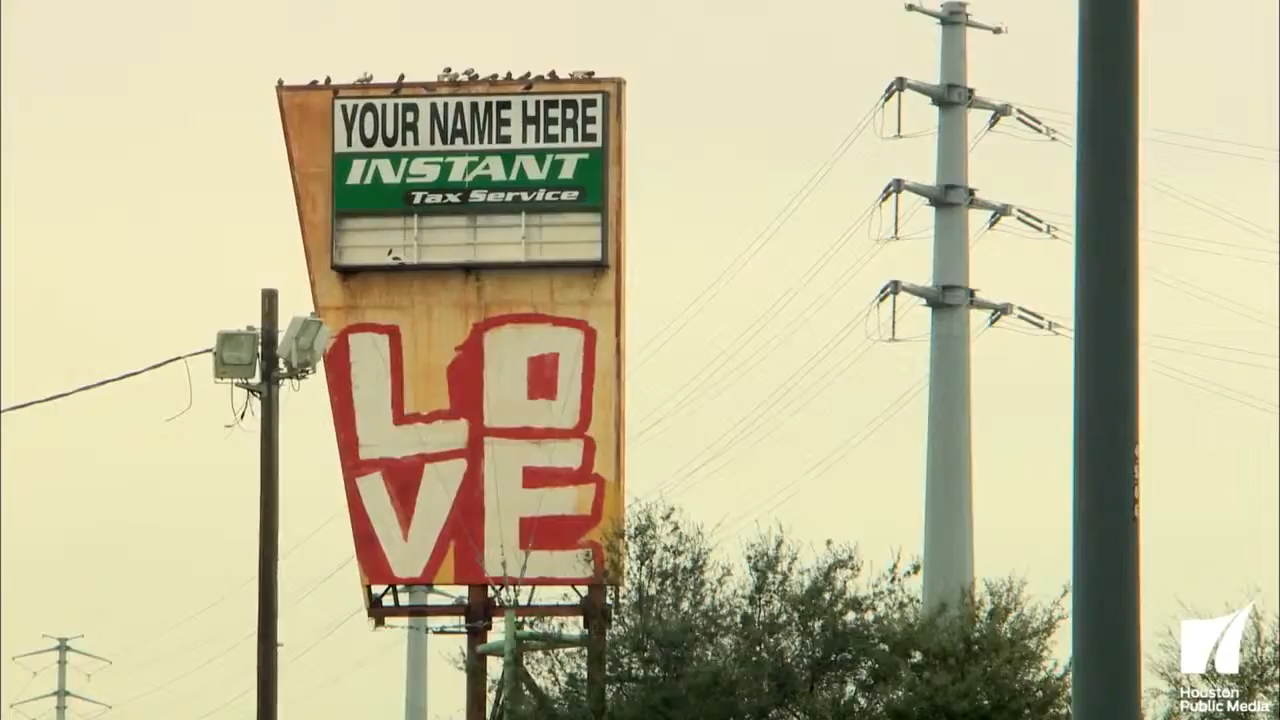 YOUR NAME HERE
INSTANT
Tax Service
LO
VE
Houston
Public Media